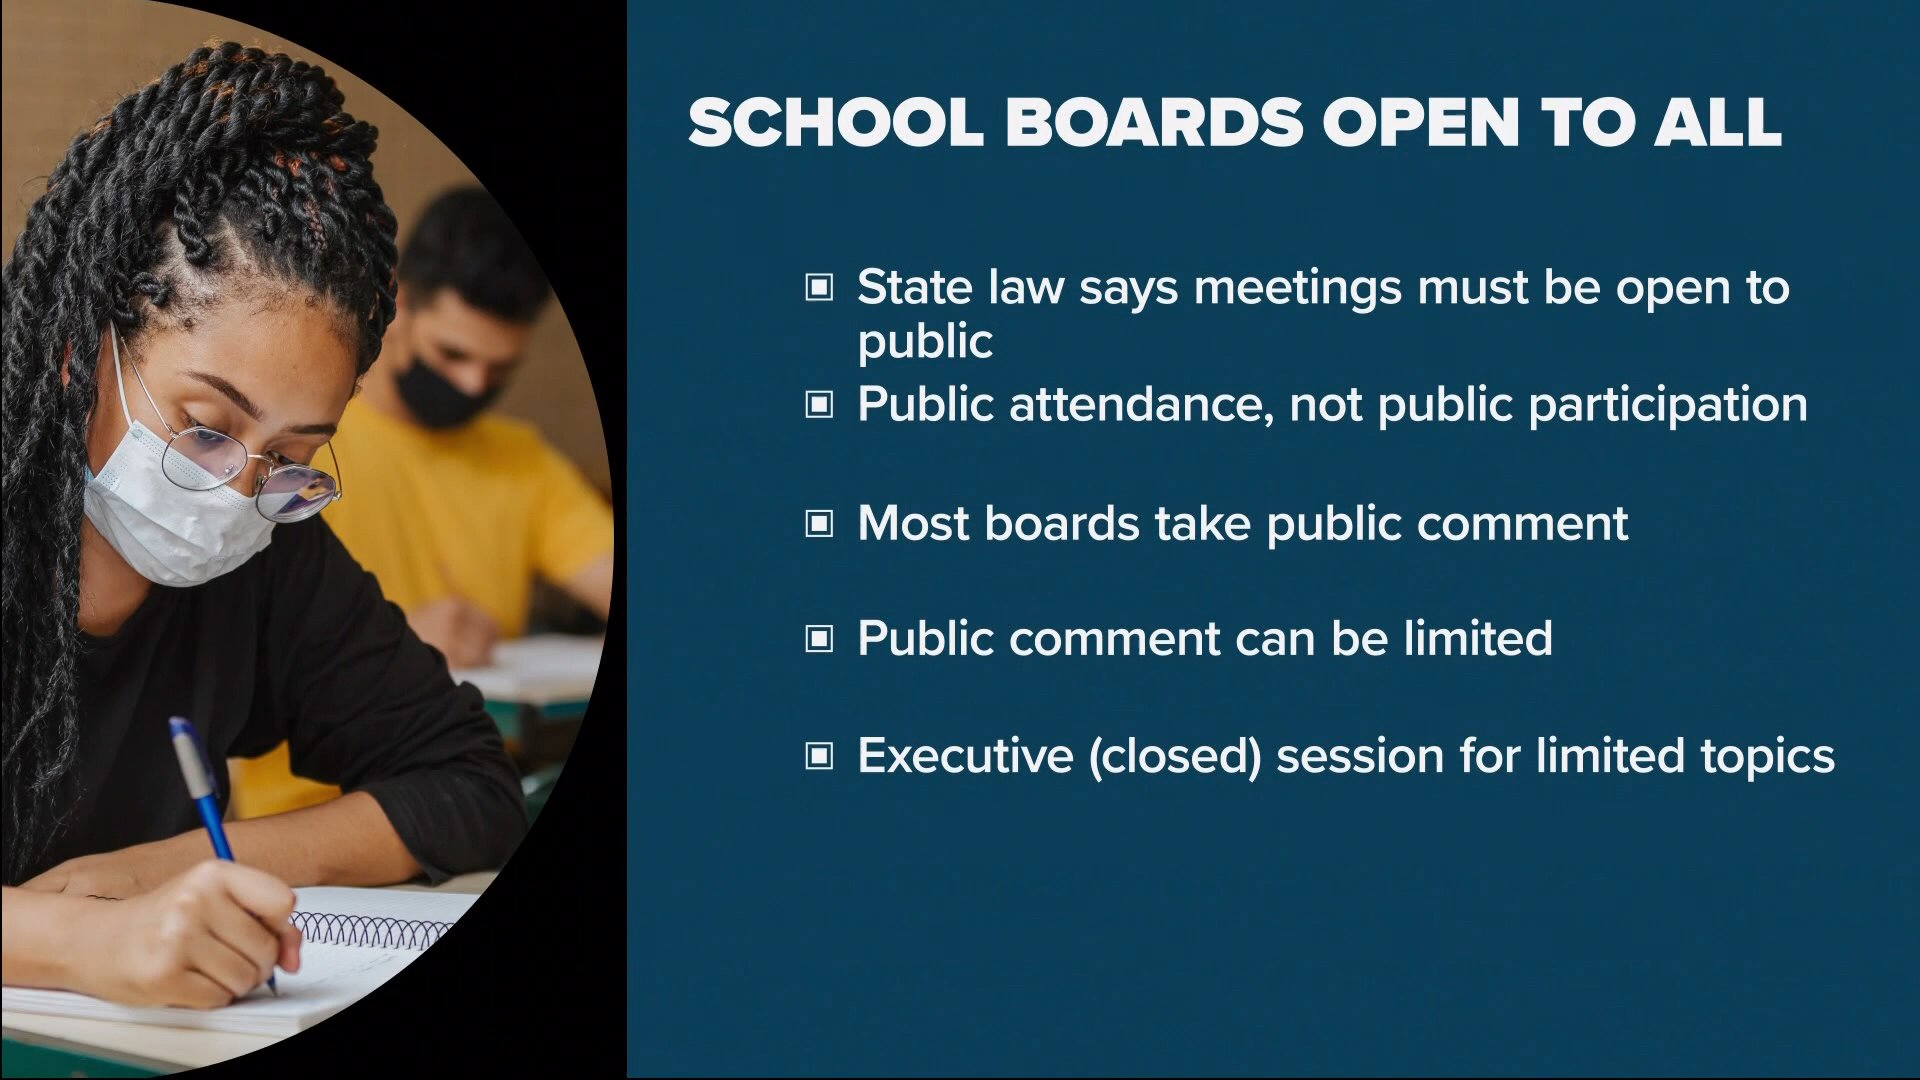 SCHOOL BOARDS OPEN TO ALL
State law says meetings must be open to
public
Public attendance, not public participation
Most boards take public comment
Public comment can be limited
Executive (closed) session for limited topics